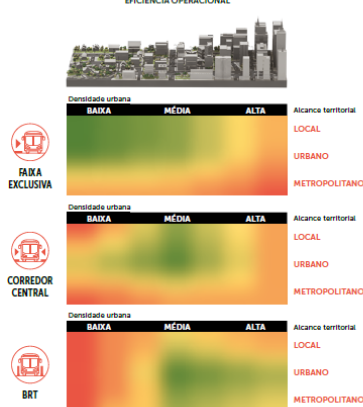 EFICIÊNCIA OPERACIONAL
Densidade urbana
BAIXA MÉDIA ALTA
Alcance territorial
FAIXA
EXCLUSIVA
LOCAL
URBANO
METROPOLITANO
Densidade urbana
BAIXA MÉDIA ALTA
Alcance territorial
CORREDOR
CENTRAL
LOCAL
URBANO
METROPOLITANO
Densidade urbana
BAIXA MÉDIA ALTA
Alcance territorial
BRT
LOCAL
URBANO
METROPOLITANO